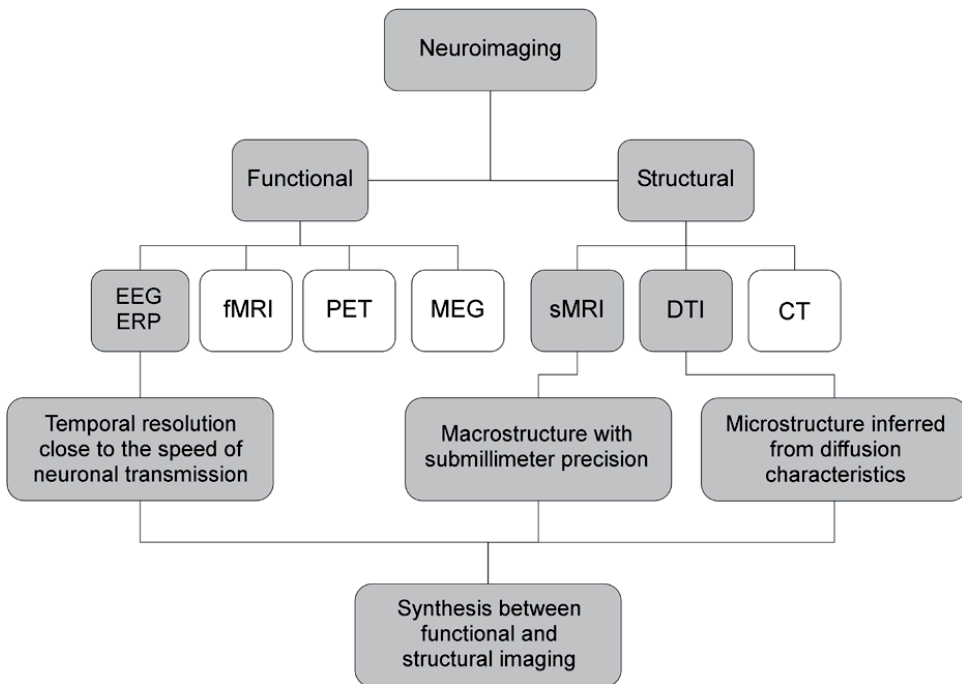 Neuroimaging
Functional
Structural
EEG
ERP
fMRI
PET
MEG
sMRI
DTI
CT
Temporal resolution
close to the speed of
neuronal transmission
Macrostructure with
submillimeter precision
Microstructure inferred
from diffusion
characteristics
Synthesis between
functional and
structural imaging